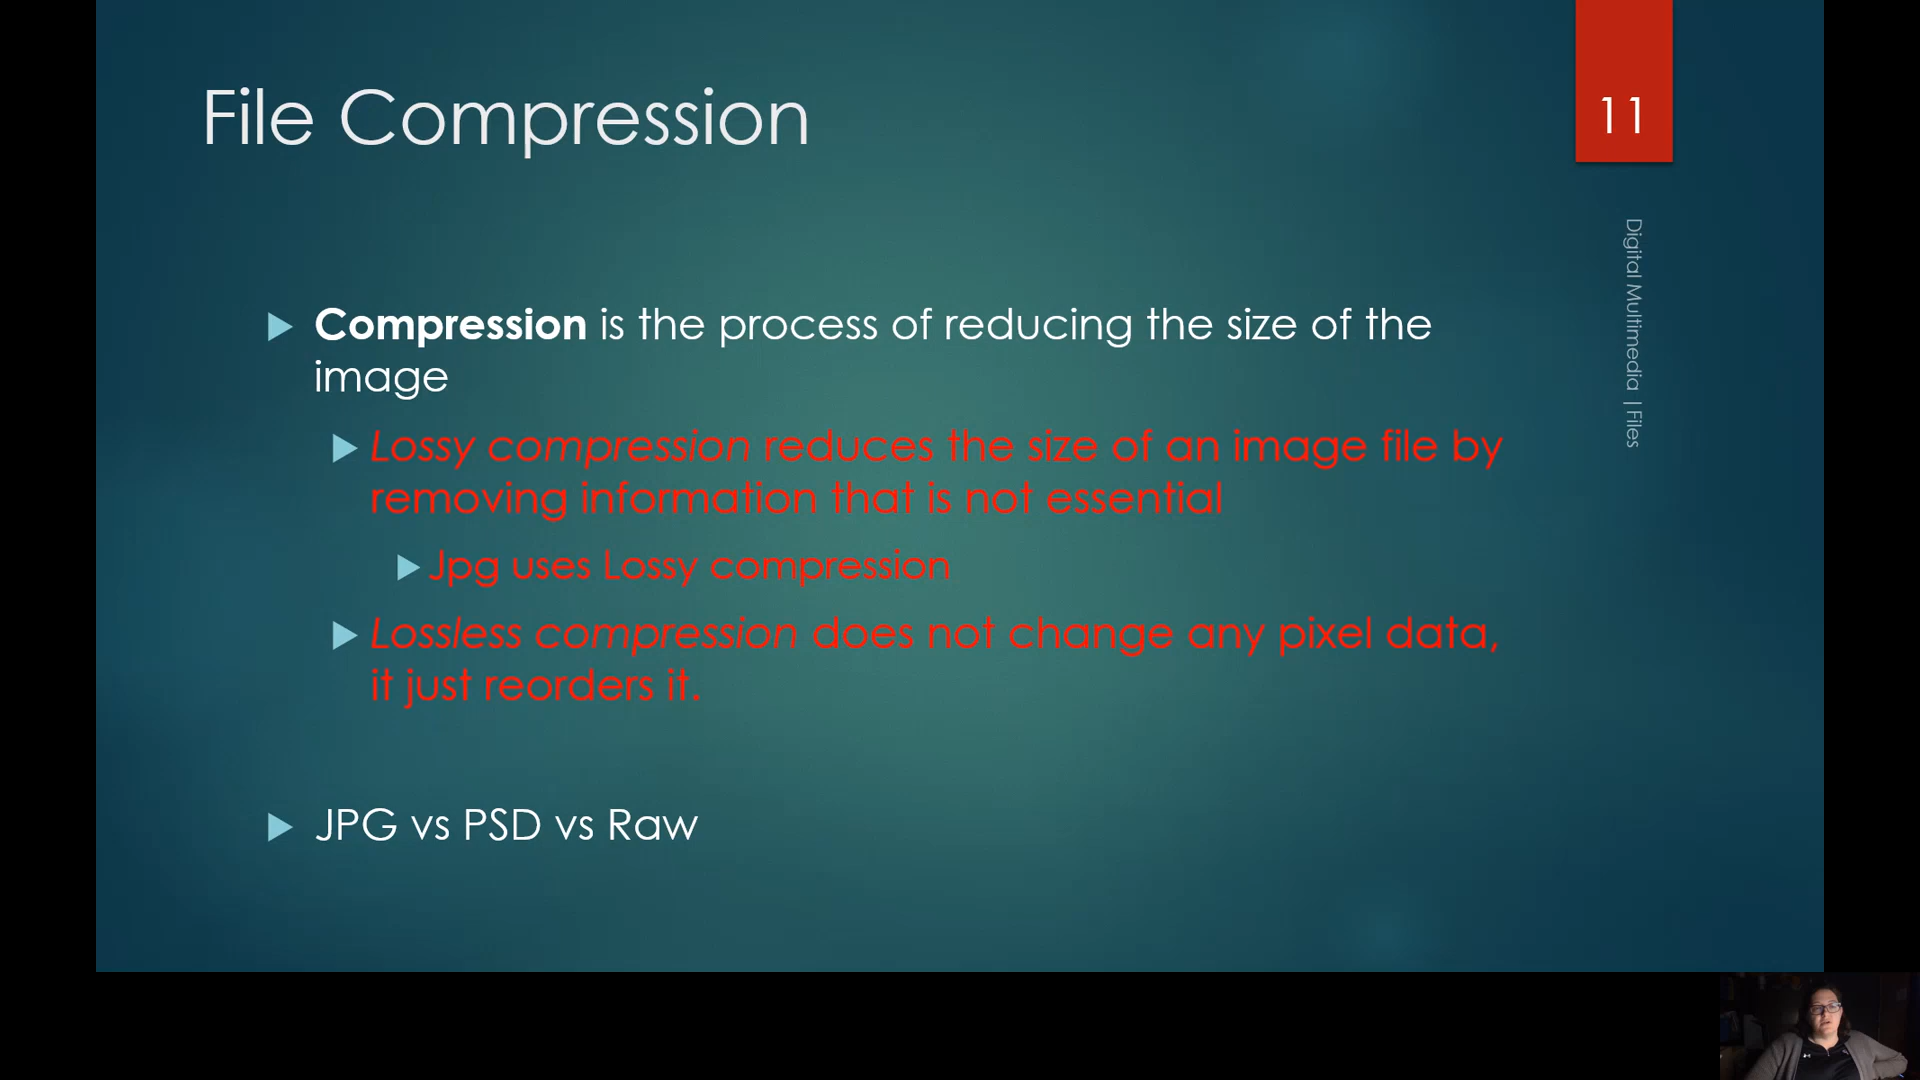 File Compression
11
Digital Multimedia | Files
Compression is the process of reducing the size of the
image
Lossy compression reduces the size of an image file by
removing information that is not essential
Jpg uses Lossy compression
Lossless compression does not change any pixel data,
it just reorders it.
JPG vs PSD vs Raw